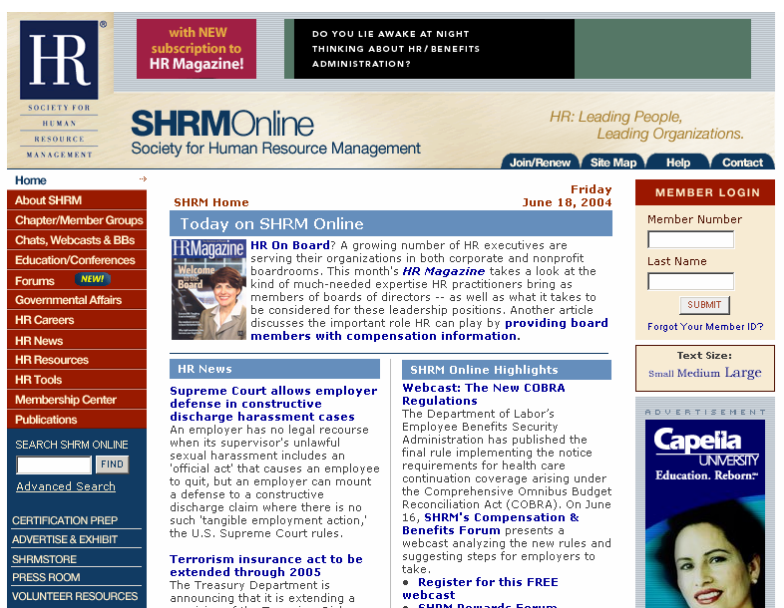 HR®
SOCIETY FOR
HUMAN
RESOURCE
MANAGEMENT
with NEW
subscription to
HR Magazine!
DO YOU LIE AWAKE AT NIGHT
THINKING ABOUT HR / BENEFITS
ADMINISTRATION?
SHRMOnline
Society for Human Resource Management
HR: Leading People,
Leading Organizations.
Join/Renew Site Map Help Contact
Home
About SHRM
Chapter/Member Groups
Chats, Webcasts & BBs
Education/Conferences
Forums NEW!
Governmental Affairs
HR Careers
HR News
HR Resources
HR Tools
Membership Center
Publications
SEARCH SHRM ONLINE
FIND
Advanced Search
CERTIFICATION PREP
ADVERTISE & EXHIBIT
SHRMSTORE
PRESS ROOM
VOLUNTEER RESOURCES
SHRM Home
Friday
June 18, 2004
Today on SHRM Online
HRMagazine
Welcome
Board
HR On Board? A growing number of HR executives are
serving their organizations in both corporate and nonprofit
boardrooms. This month's HR Magazine takes a look at the
kind of much-needed expertise HR practitioners bring as
members of boards of directors -- as well as what it takes to
be considered for these leadership positions. Another article
discusses the important role HR can play by providing board
members with compensation information.
HR News
Supreme Court allows employer
defense in constructive
discharge harassment cases
An employer has no legal recourse
when its supervisor's unlawful
sexual harassment includes an
'official act' that causes an employee
to quit, but an employer can mount
a defense to a constructive
discharge claim where there is no
such 'tangible employment action,'
the U.S. Supreme Court rules.
Terrorism insurance act to be
extended through 2005
The Treasury Department is
announcing that it is extending a
SHRM Online Highlights
Webcast: The New COBRA
Regulations
The Department of Labor's
Employee Benefits Security
Administration has published the
final rule implementing the notice
requirements for health care
continuation coverage arising under
the Comprehensive Omnibus Budget
Reconciliation Act (COBRA). On June
16, SHRM's Compensation &
Benefits Forum presents a
webcast analyzing the new rules and
suggesting steps for employers to
take.
• Register for this FREE
webcast
• SHRM Rewards Forum
MEMBER LOGIN
Member Number
Last Name
SUBMIT
Forgot Your Member ID?
Text Size:
Small Medium Large
ADVERTISEMENT
Capella
UNIVERSITY
Education. Reborn.℠